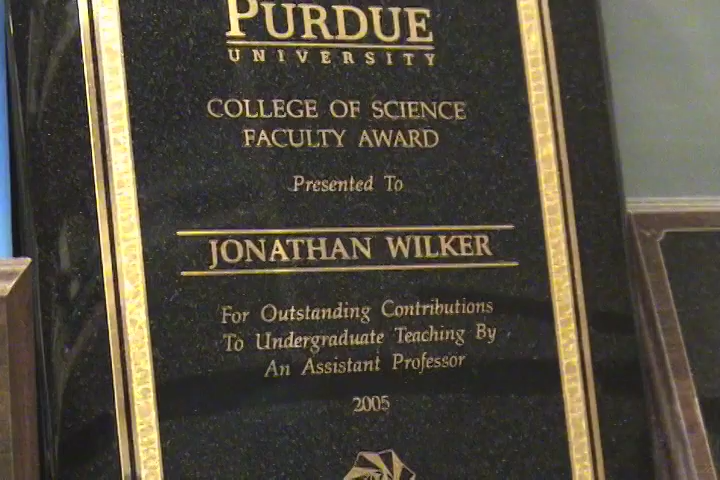 PURDUE
UNIVERSITY
COLLEGE OF SCIENCE
FACULTY AWARD
Presented To
JONATHAN WILKER
For Outstanding Contributions
To Undergraduate Teaching By
An Assistant Professor
2005